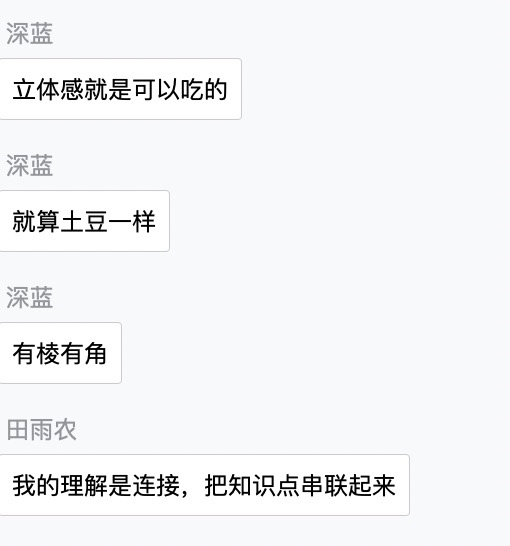 深蓝
立体感就是可以吃的
深蓝
就算土豆一样
深蓝
有棱有角
田雨农
我的理解是连接，把知识点串联起来